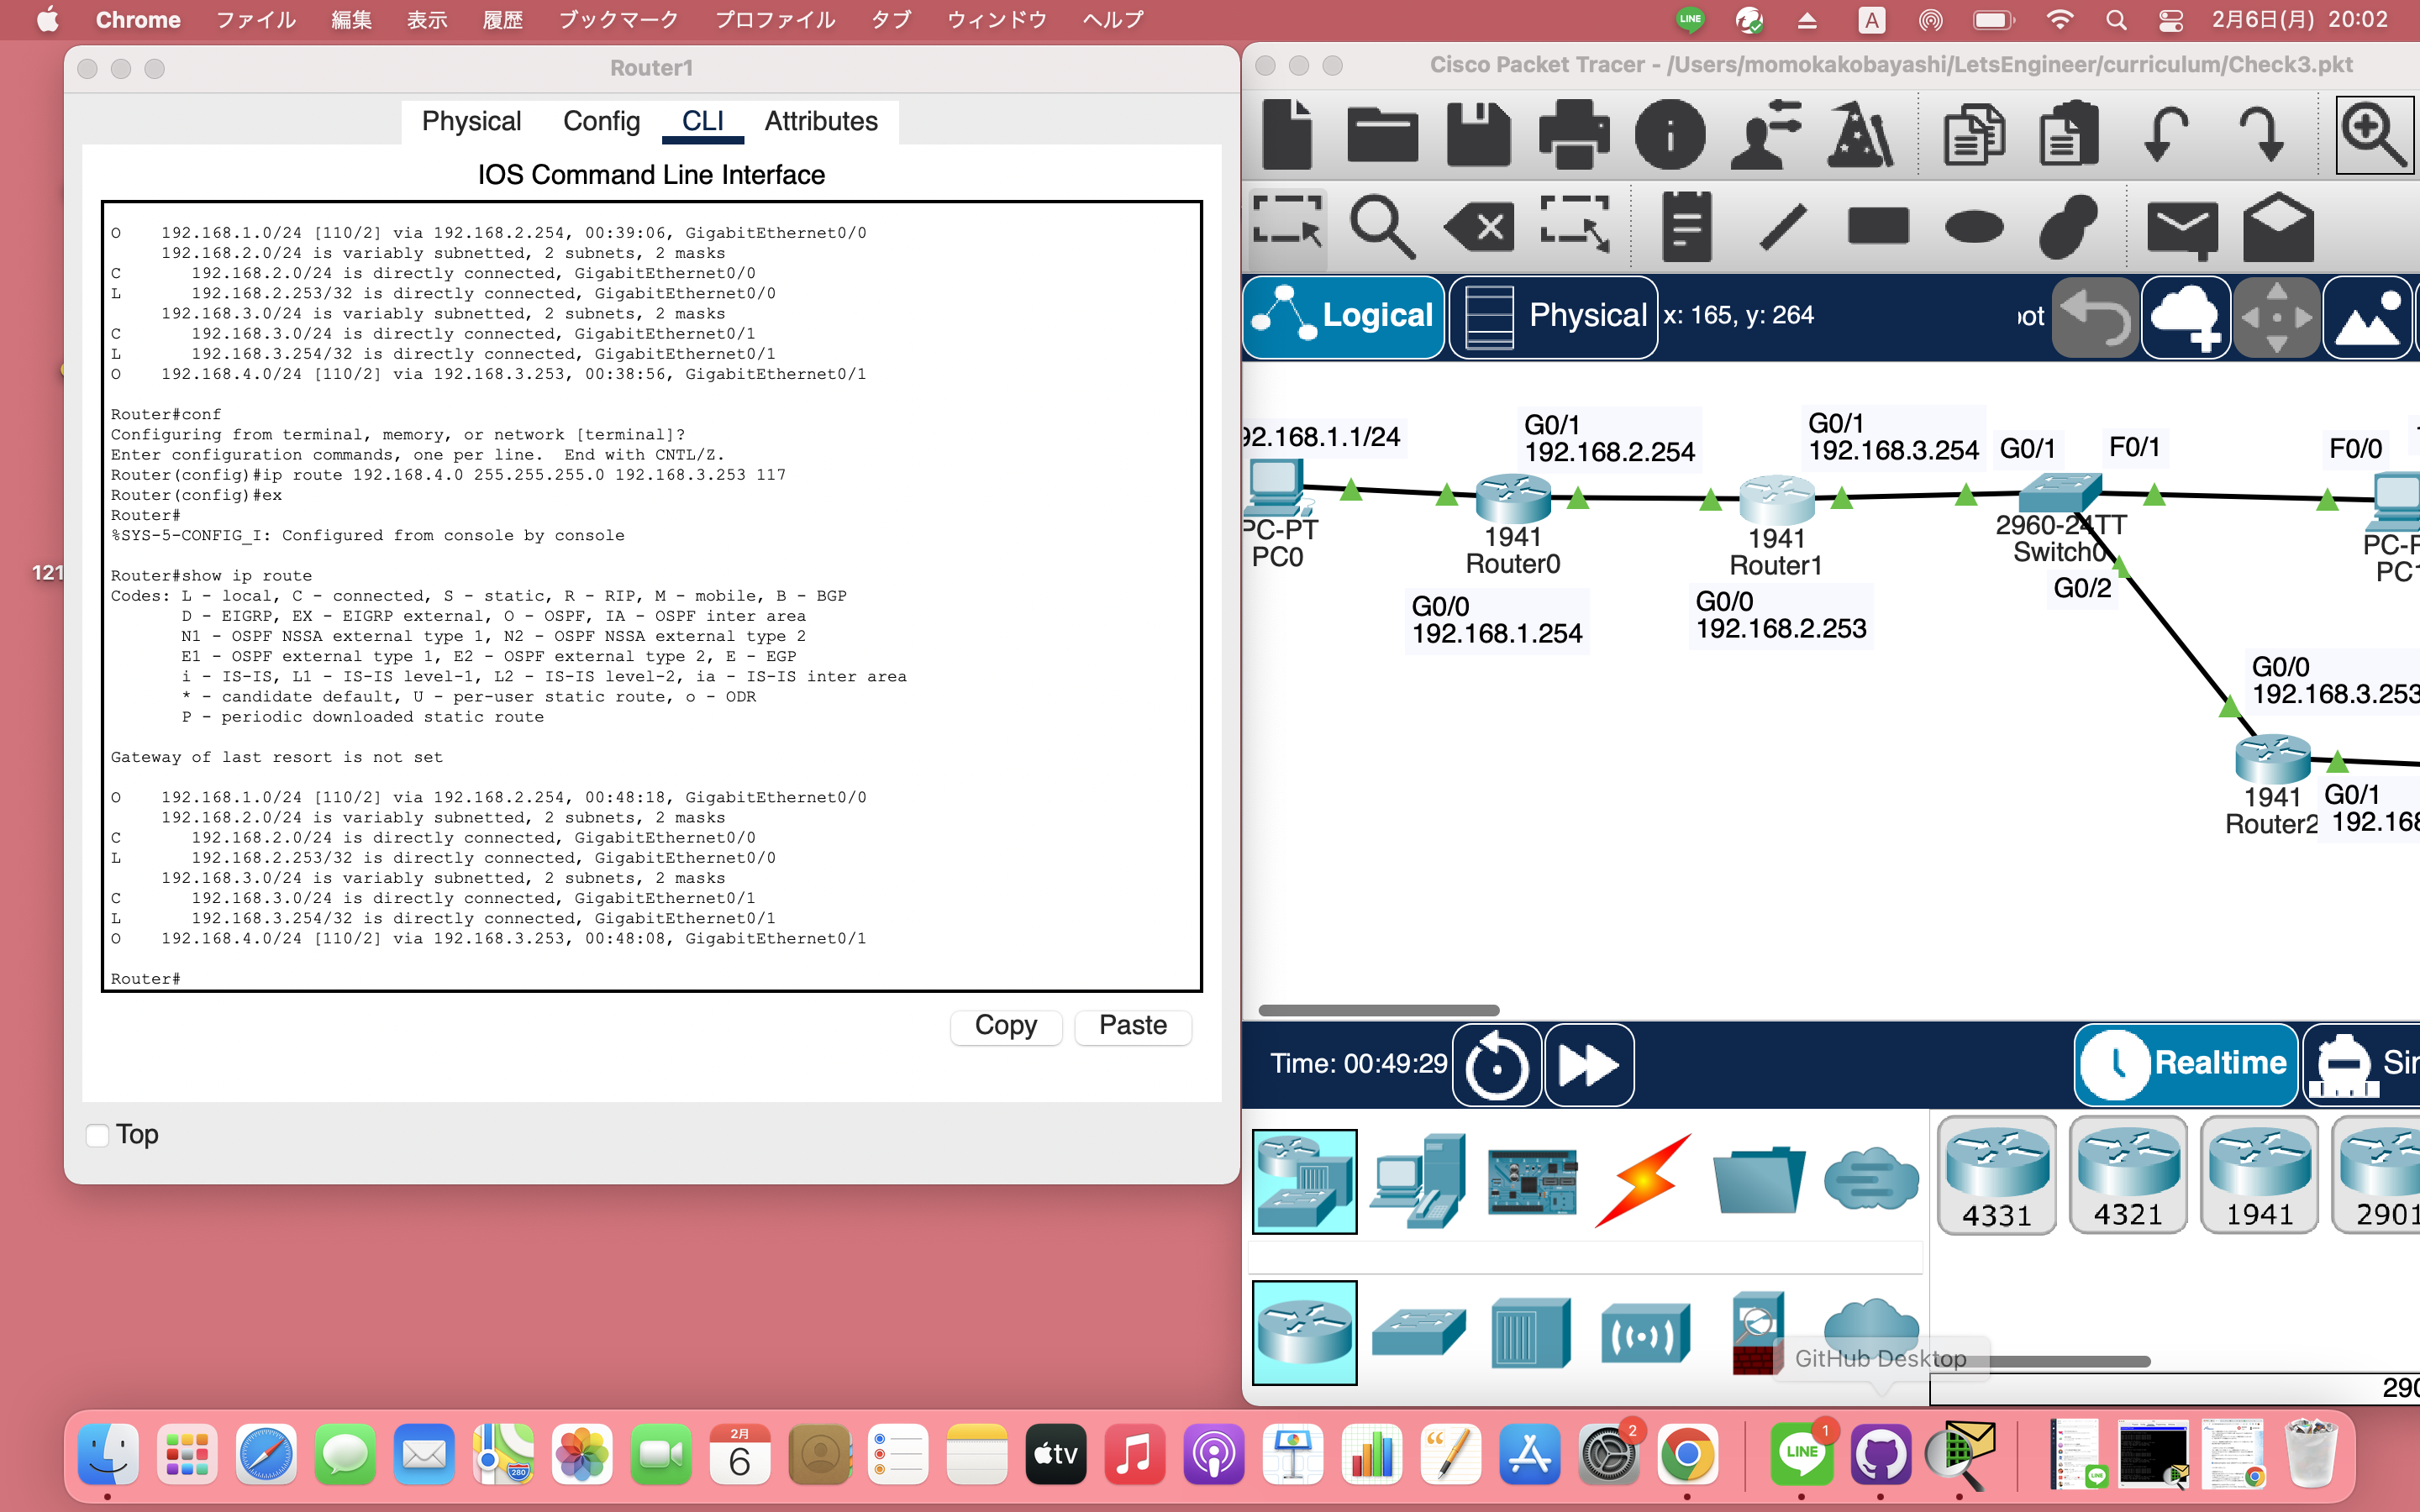 Chrome ファイル 編集 表示 履歴 ブックマーク プロファイル タブ ウィンドウ ヘルプ LINE A 2月6日(月) 20:02
Router1
Physical Config CLI Attributes
IOS Command Line Interface
O 192.168.1.0/24 [110/2] via 192.168.2.254, 00:39:06, GigabitEthernet0/0
192.168.2.0/24 is variably subnetted, 2 subnets, 2 masks
C 192.168.2.0/24 is directly connected, GigabitEthernet0/0
L 192.168.2.253/32 is directly connected, GigabitEthernet0/0
192.168.3.0/24 is variably subnetted, 2 subnets, 2 masks
C 192.168.3.0/24 is directly connected, GigabitEthernet0/1
L 192.168.3.254/32 is directly connected, GigabitEthernet0/1
O 192.168.4.0/24 [110/2] via 192.168.3.253, 00:38:56, GigabitEthernet0/1
Router#conf
Configuring from terminal, memory, or network [terminal]?
Enter configuration commands, one per line. End with CNTL/Z.
Router(config)#ip route 192.168.4.0 255.255.255.0 192.168.3.253 117
Router(config)#ex
Router#
%SYS-5-CONFIG_I: Configured from console by console
Router#show ip route
Codes: L - local, C - connected, S - static, R - RIP, M - mobile, B - BGP
D - EIGRP, EX - EIGRP external, O - OSPF, IA - OSPF inter area
N1 - OSPF NSSA external type 1, N2 - OSPF NSSA external type 2
E1 - OSPF external type 1, E2 - OSPF external type 2, E - EGP
i - IS-IS, L1 - IS-IS level-1, L2 - IS-IS level-2, ia - IS-IS inter area
* - candidate default, U - per-user static route, o - ODR
P - periodic downloaded static route
Gateway of last resort is not set
O 192.168.1.0/24 [110/2] via 192.168.2.254, 00:48:18, GigabitEthernet0/0
192.168.2.0/24 is variably subnetted, 2 subnets, 2 masks
C 192.168.2.0/24 is directly connected, GigabitEthernet0/0
L 192.168.2.253/32 is directly connected, GigabitEthernet0/0
192.168.3.0/24 is variably subnetted, 2 subnets, 2 masks
C 192.168.3.0/24 is directly connected, GigabitEthernet0/1
L 192.168.3.254/32 is directly connected, GigabitEthernet0/1
O 192.168.4.0/24 [110/2] via 192.168.3.253, 00:48:08, GigabitEthernet0/1
Router#
Copy Paste
Top
121
Cisco Packet Tracer - /Users/momokakobayashi/LetsEngineer/curriculum/Check3.pkt
Logical Physical x: 165, y: 264 ot
92.168.1.1/24
PC-PT
PC0
G0/1
192.168.2.254
1941
Router0
G0/0
192.168.1.254
G0/1
192.168.3.254
1941
Router1
G0/0
192.168.2.253
G0/1
F0/1
2960-24TT
Switch0
G0/2
F0/0
PC-P
PC1
G0/0
192.168.3.253
1941
Router2
G0/1
192.168
Time: 00:49:29
Realtime
Sim
4331 4321 1941 2901
GitHub Desktop
290
2月
6
280
tv
2
LINE
1